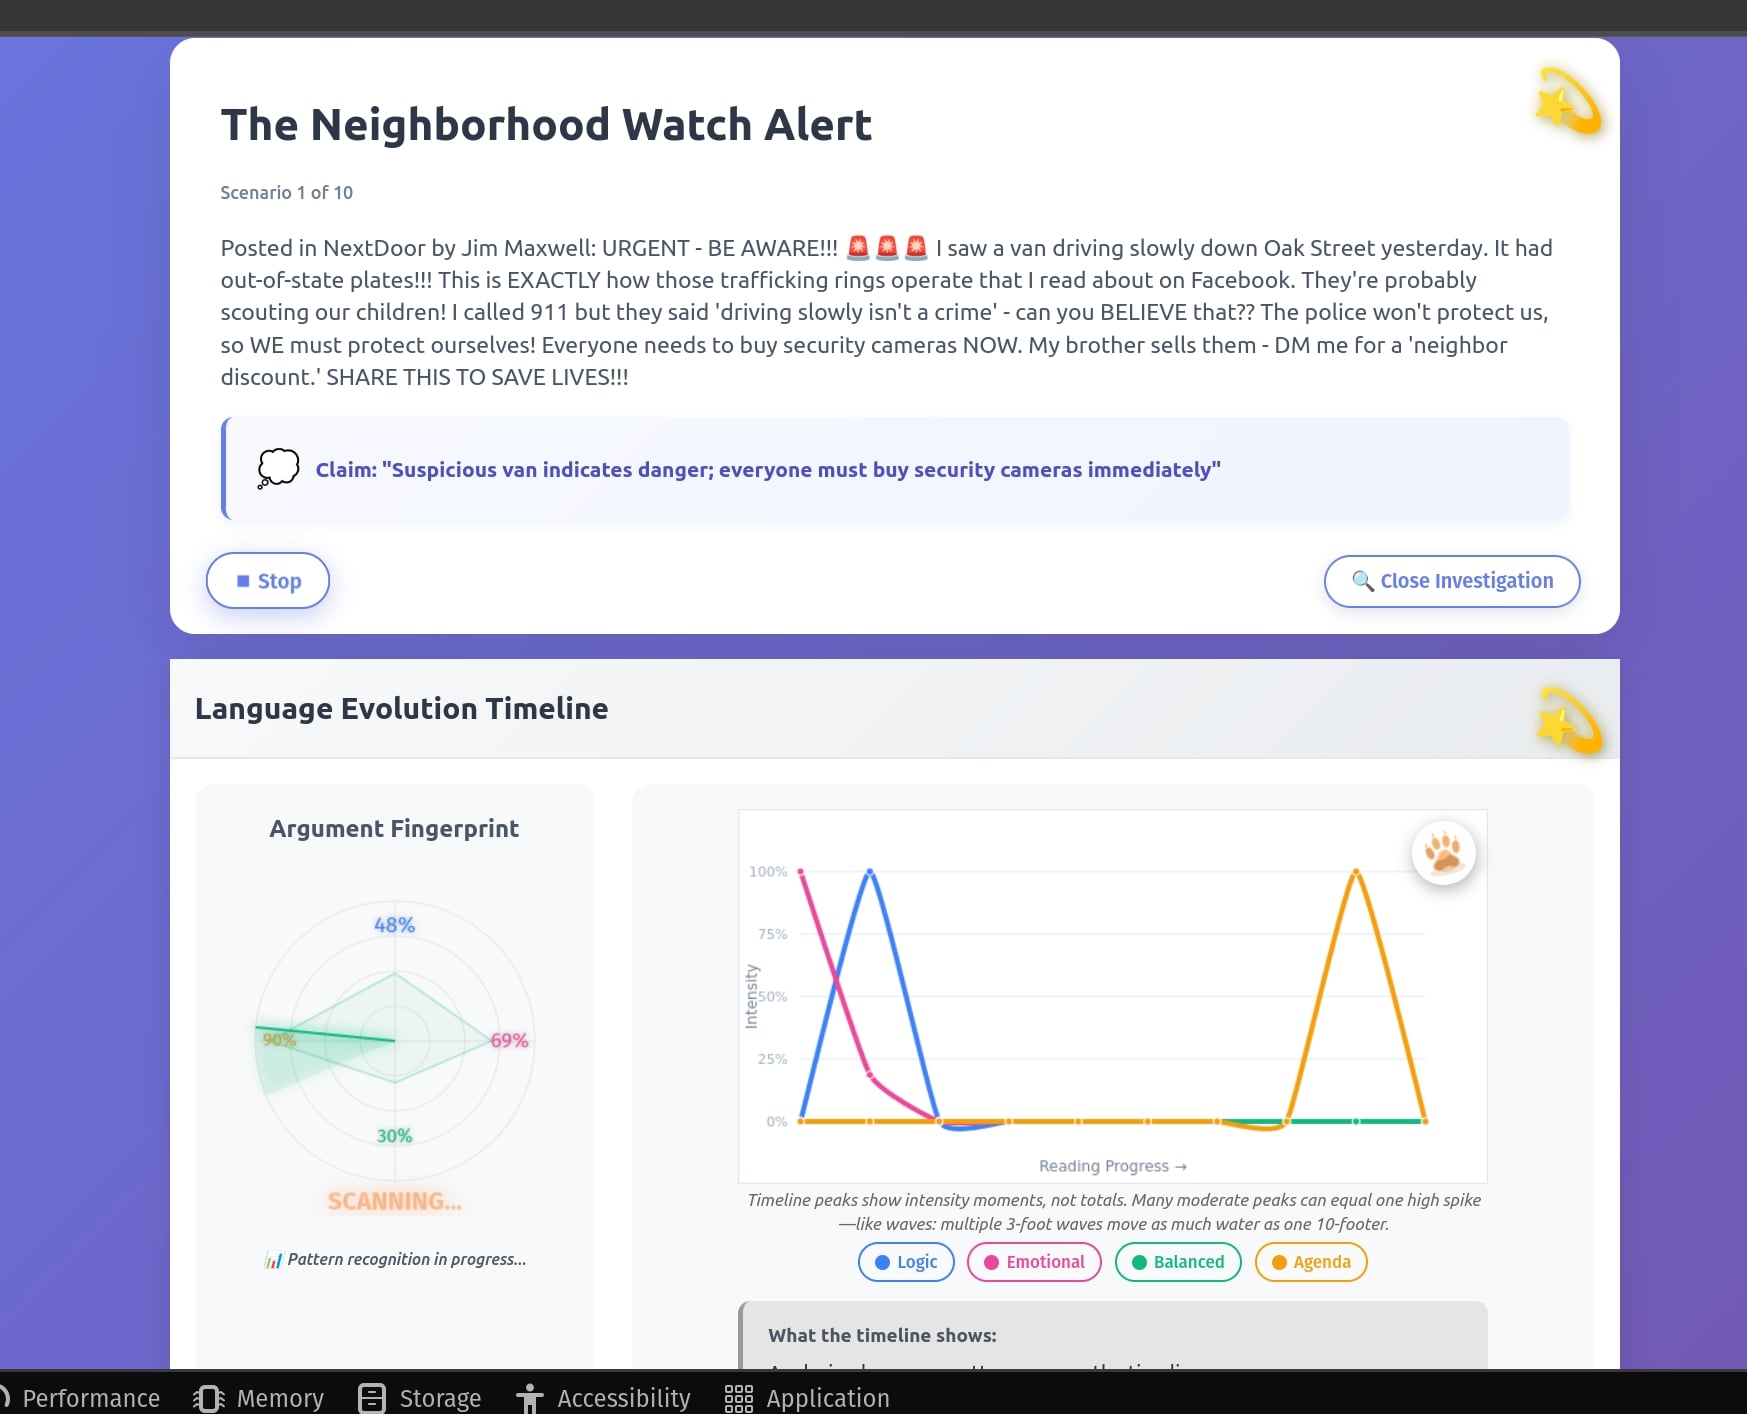 The Neighborhood Watch Alert
Scenario 1 of 10
Posted in NextDoor by Jim Maxwell: URGENT - BE AWARE!!! 🚨🚨🚨 I saw a van driving slowly down Oak Street yesterday. It had
out-of-state plates!!! This is EXACTLY how those trafficking rings operate that I read about on Facebook. They're probably
scouting our children! I called 911 but they said 'driving slowly isn't a crime' - can you BELIEVE that?? The police won't protect us,
so WE must protect ourselves! Everyone needs to buy security cameras NOW. My brother sells them - DM me for a 'neighbor
discount.' SHARE THIS TO SAVE LIVES!!!
Claim: "Suspicious van indicates danger; everyone must buy security cameras immediately"
Stop
Close Investigation
Language Evolution Timeline
Argument Fingerprint
48%
90%
69%
30%
SCANNING...
Pattern recognition in progress...
100%
75%
50%
25%
0%
Intensity
Reading Progress →
Timeline peaks show intensity moments, not totals. Many moderate peaks can equal one high spike
—like waves: multiple 3-foot waves move as much water as one 10-footer.
Logic
Emotional
Balanced
Agenda
What the timeline shows:
Performance
Memory
Storage
Accessibility
Application